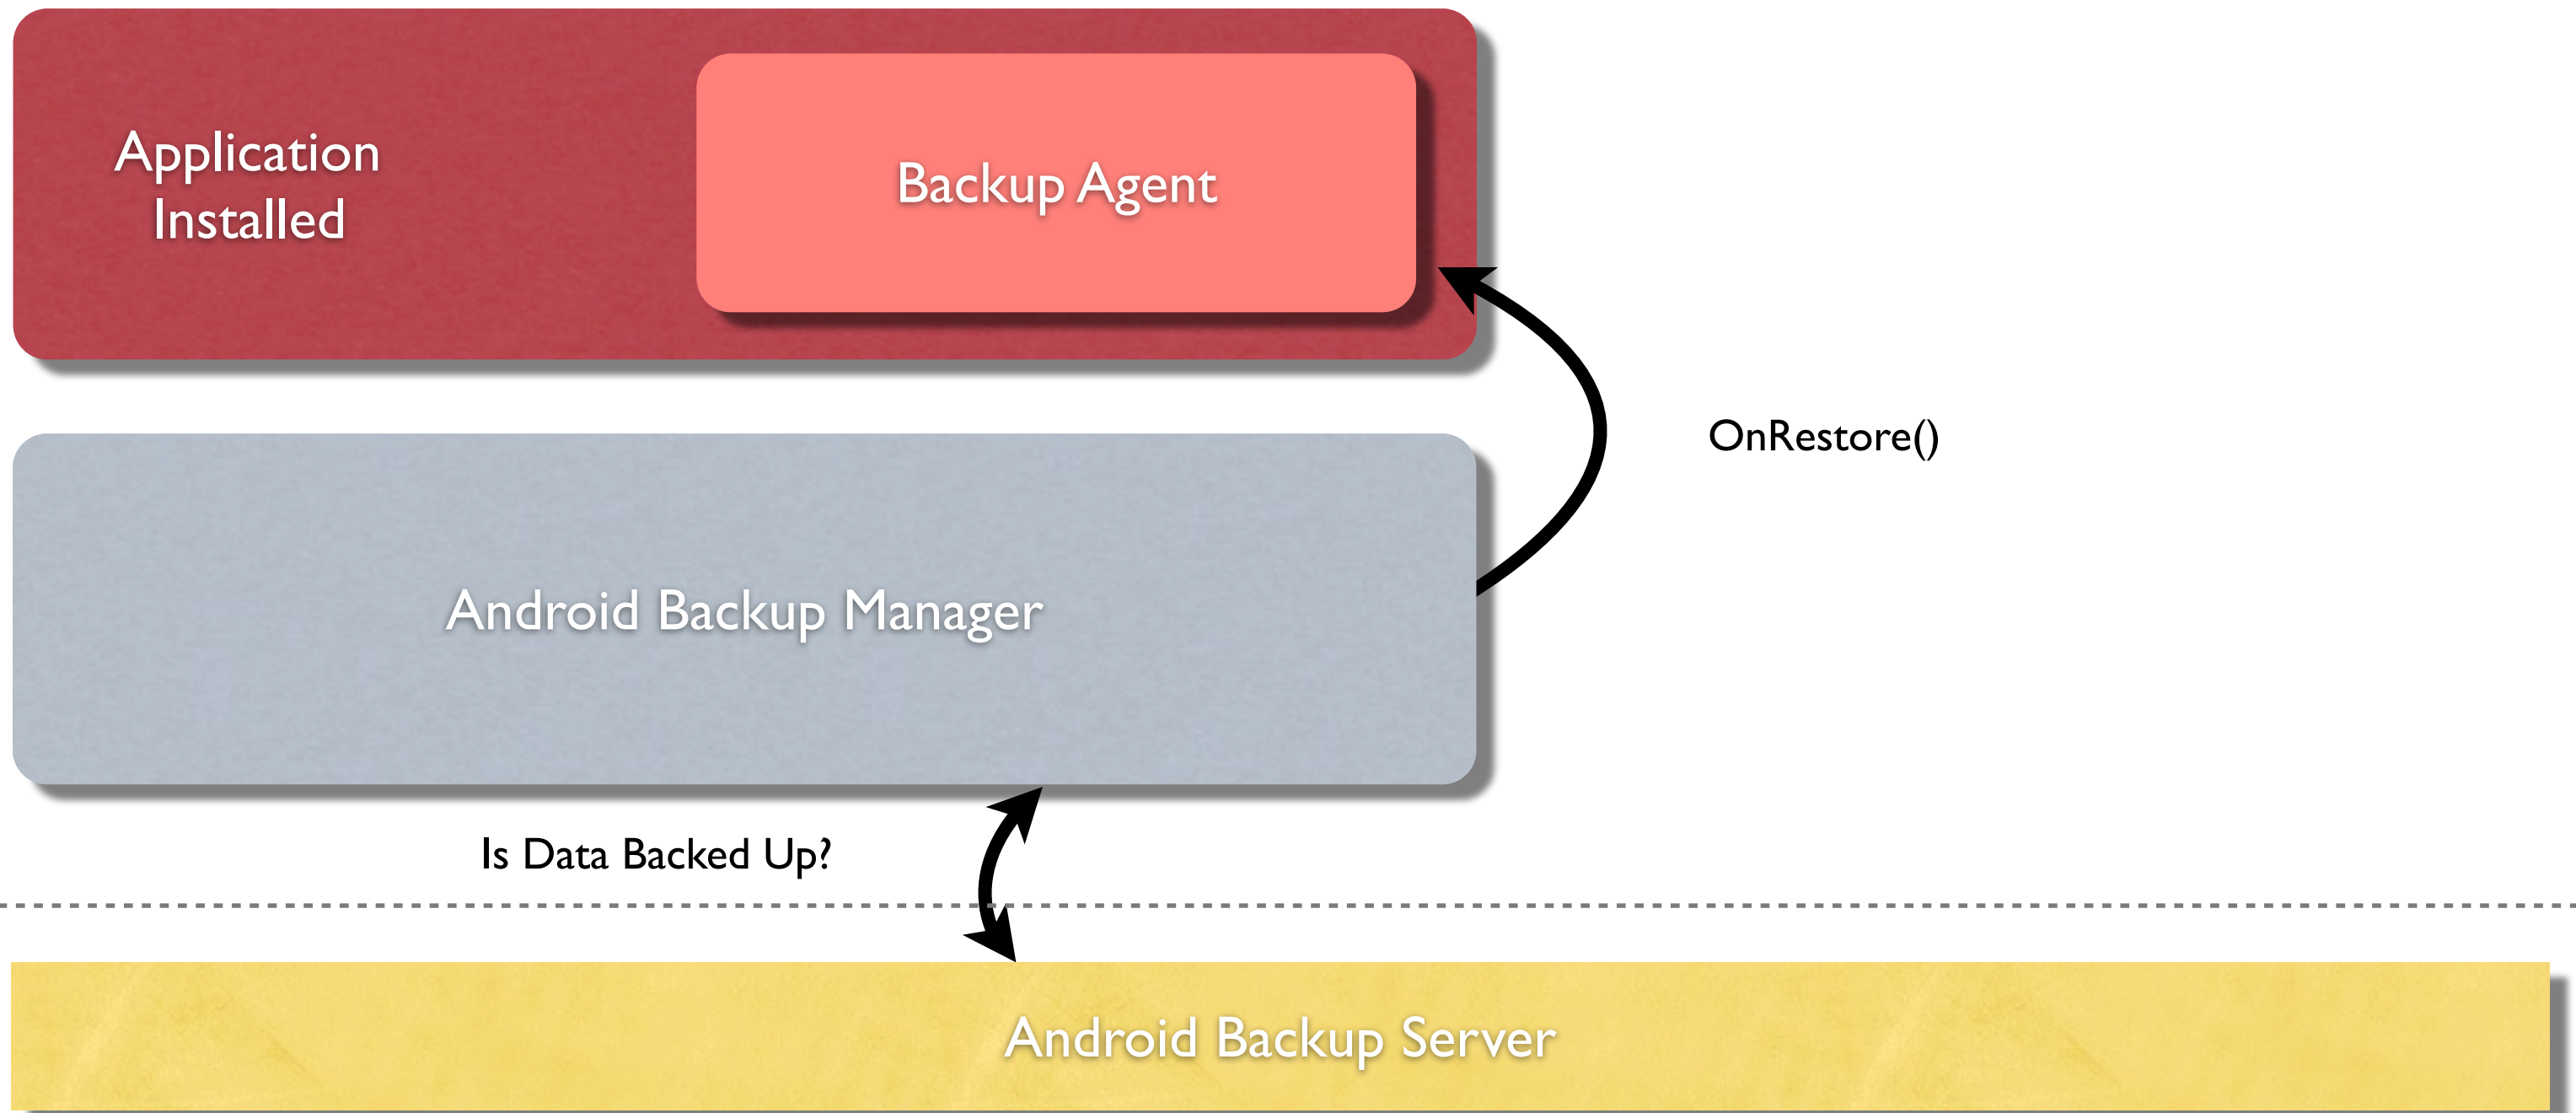 Application
Installed
Backup Agent
OnRestore()
Android Backup Manager
Is Data Backed Up?
Android Backup Server